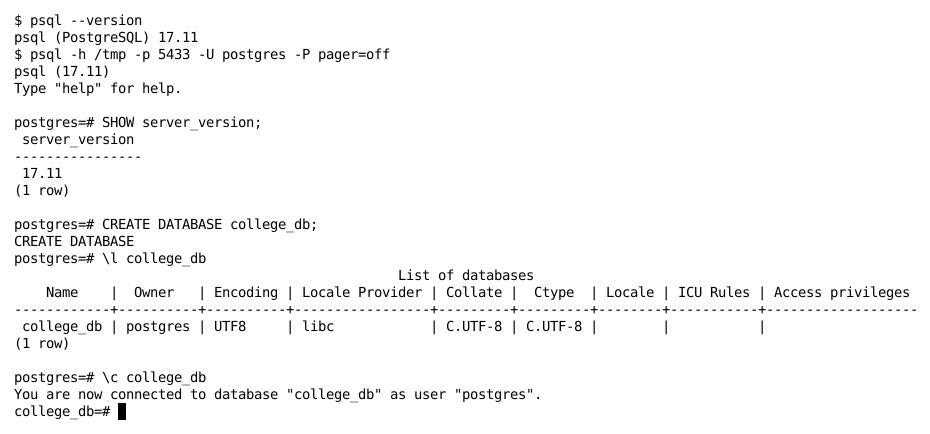 $ psql --version
psql (PostgreSQL) 17.11
$ psql -h /tmp -p 5433 -U postgres -P pager=off
psql (17.11)
Type "help" for help.

postgres=# SHOW server_version;
 server_version
----------------
 17.11
(1 row)

postgres=# CREATE DATABASE college_db;
CREATE DATABASE
postgres=# \l college_db
                                                List of databases
    Name    |  Owner   | Encoding | Locale Provider | Collate |  Ctype  | Locale | ICU Rules | Access privileges
------------+----------+----------+-----------------+---------+---------+--------+-----------+-------------------
 college_db | postgres | UTF8     | libc            | C.UTF-8 | C.UTF-8 |        |           |
(1 row)

postgres=# \c college_db
You are now connected to database "college_db" as user "postgres".
college_db=#